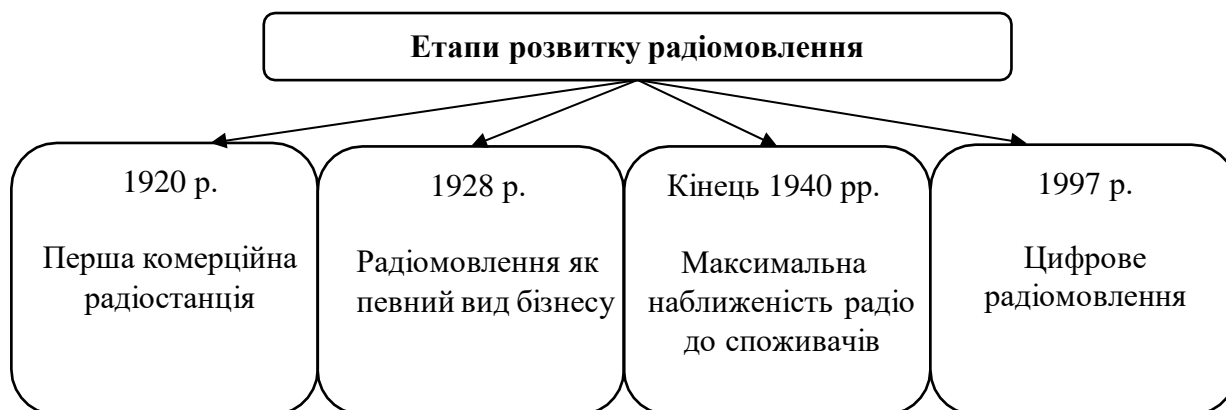 Етапи розвитку радіомовлення
1920 р.
Перша комерційна
радіостанція
1928 р.
Радіомовлення як
певний вид бізнесу
Кінець 1940 рр.
Максимальна
наближеність радіо
до споживачів
1997 р.
Цифрове
радіомовлення